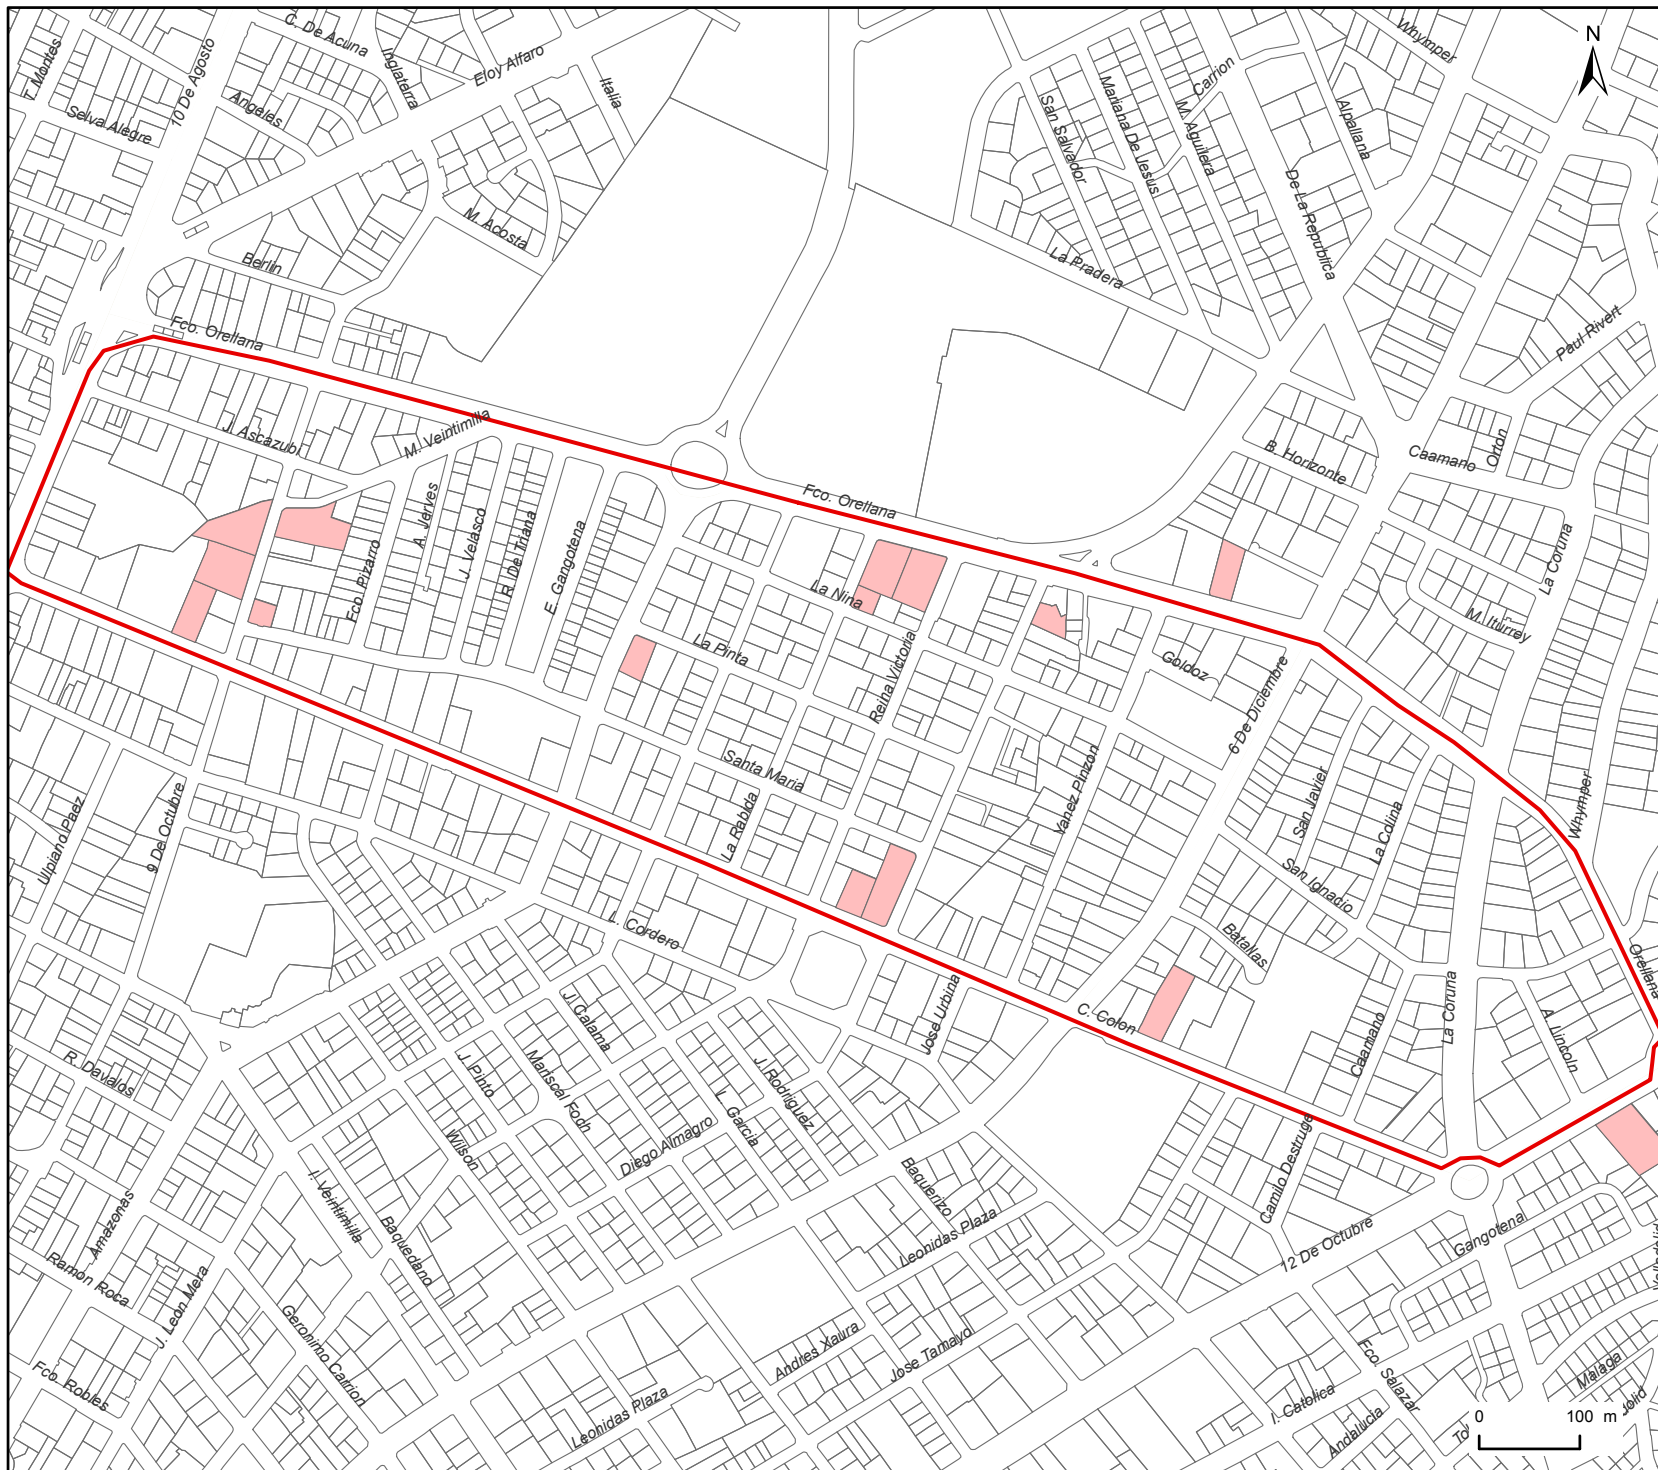 C. De Acuna
Inglaterra
Eloy Alfaro
Italia
Whymper
N
T. Montes
10 De Agosto
Selva Alegre
Angeles
San Salvador
Mariana De Jesus
M. Aguilera
Carrion
Alpallana
De La Republica
M. Acosta
Berlin
La Pradera
Paul Rivert
Fco. Orellana
J. Ascazubi
M. Veintimilla
B. Horizonte
Caamano
Orton
Fco. Orellana
A. Jerves
J. Velasco
R. De Triana
E. Gangotena
Fco Pizarro
La Nina
La Pinta
Reina Victoria
La Coruna
M. Iturrey
Goldoz
6 De Diciembre
Santa Maria
La Rabida
Yanez Pinzon
San Javier
La Colina
Whymper
Ulpiano Paez
9 De Octubre
San Ignacio
L. Cordero
Batallas
Orellana
Jose Urbina
C. Colon
La Coruna
A. Lincoln
Caamano
R. Davalos
J. Calama
J. Pinto
Mariscal Foch
J. Rodriguez
L. Garcia
Wilson
Diego Almagro
Camilo Destruge
I. Veintimilla
Baquerizo
Leonidas Plaza
12 De Octubre
Gangotena
Amazonas
Baquedano
Ramon Roca
J. Leon Mera
Geronimo Carrion
Andres Xaura
Jose Tamayo
Fco. Salazar
Malaga
Fco. Robles
Leonidas Plaza
I. Catolica
Andalucia
To
olid
0 100 m